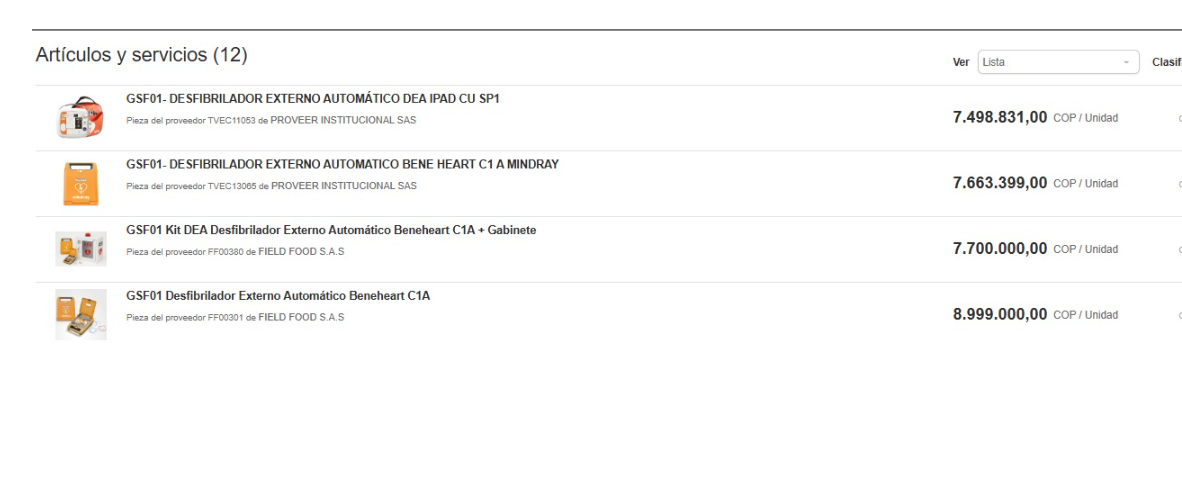 Artículos y servicios (12)
Ver Lista Clasif
GSF01- DESFIBRILADOR EXTERNO AUTOMÁTICO DEA IPAD CU SP1
Pieza del proveedor TVEC11053 de PROVEER INSTITUCIONAL SAS
7.498.831,00 COP / Unidad
GSF01- DESFIBRILADOR EXTERNO AUTOMATICO BENE HEART C1 A MINDRAY
Pieza del proveedor TVEC13065 de PROVEER INSTITUCIONAL SAS
7.663.399,00 COP / Unidad
GSF01 Kit DEA Desfibrilador Externo Automático Beneheart C1A + Gabinete
Pieza del proveedor FF00380 de FIELD FOOD S.A.S
7.700.000,00 COP / Unidad
GSF01 Desfibrilador Externo Automático Beneheart C1A
Pieza del proveedor FF00301 de FIELD FOOD S.A.S
8.999.000,00 COP / Unidad